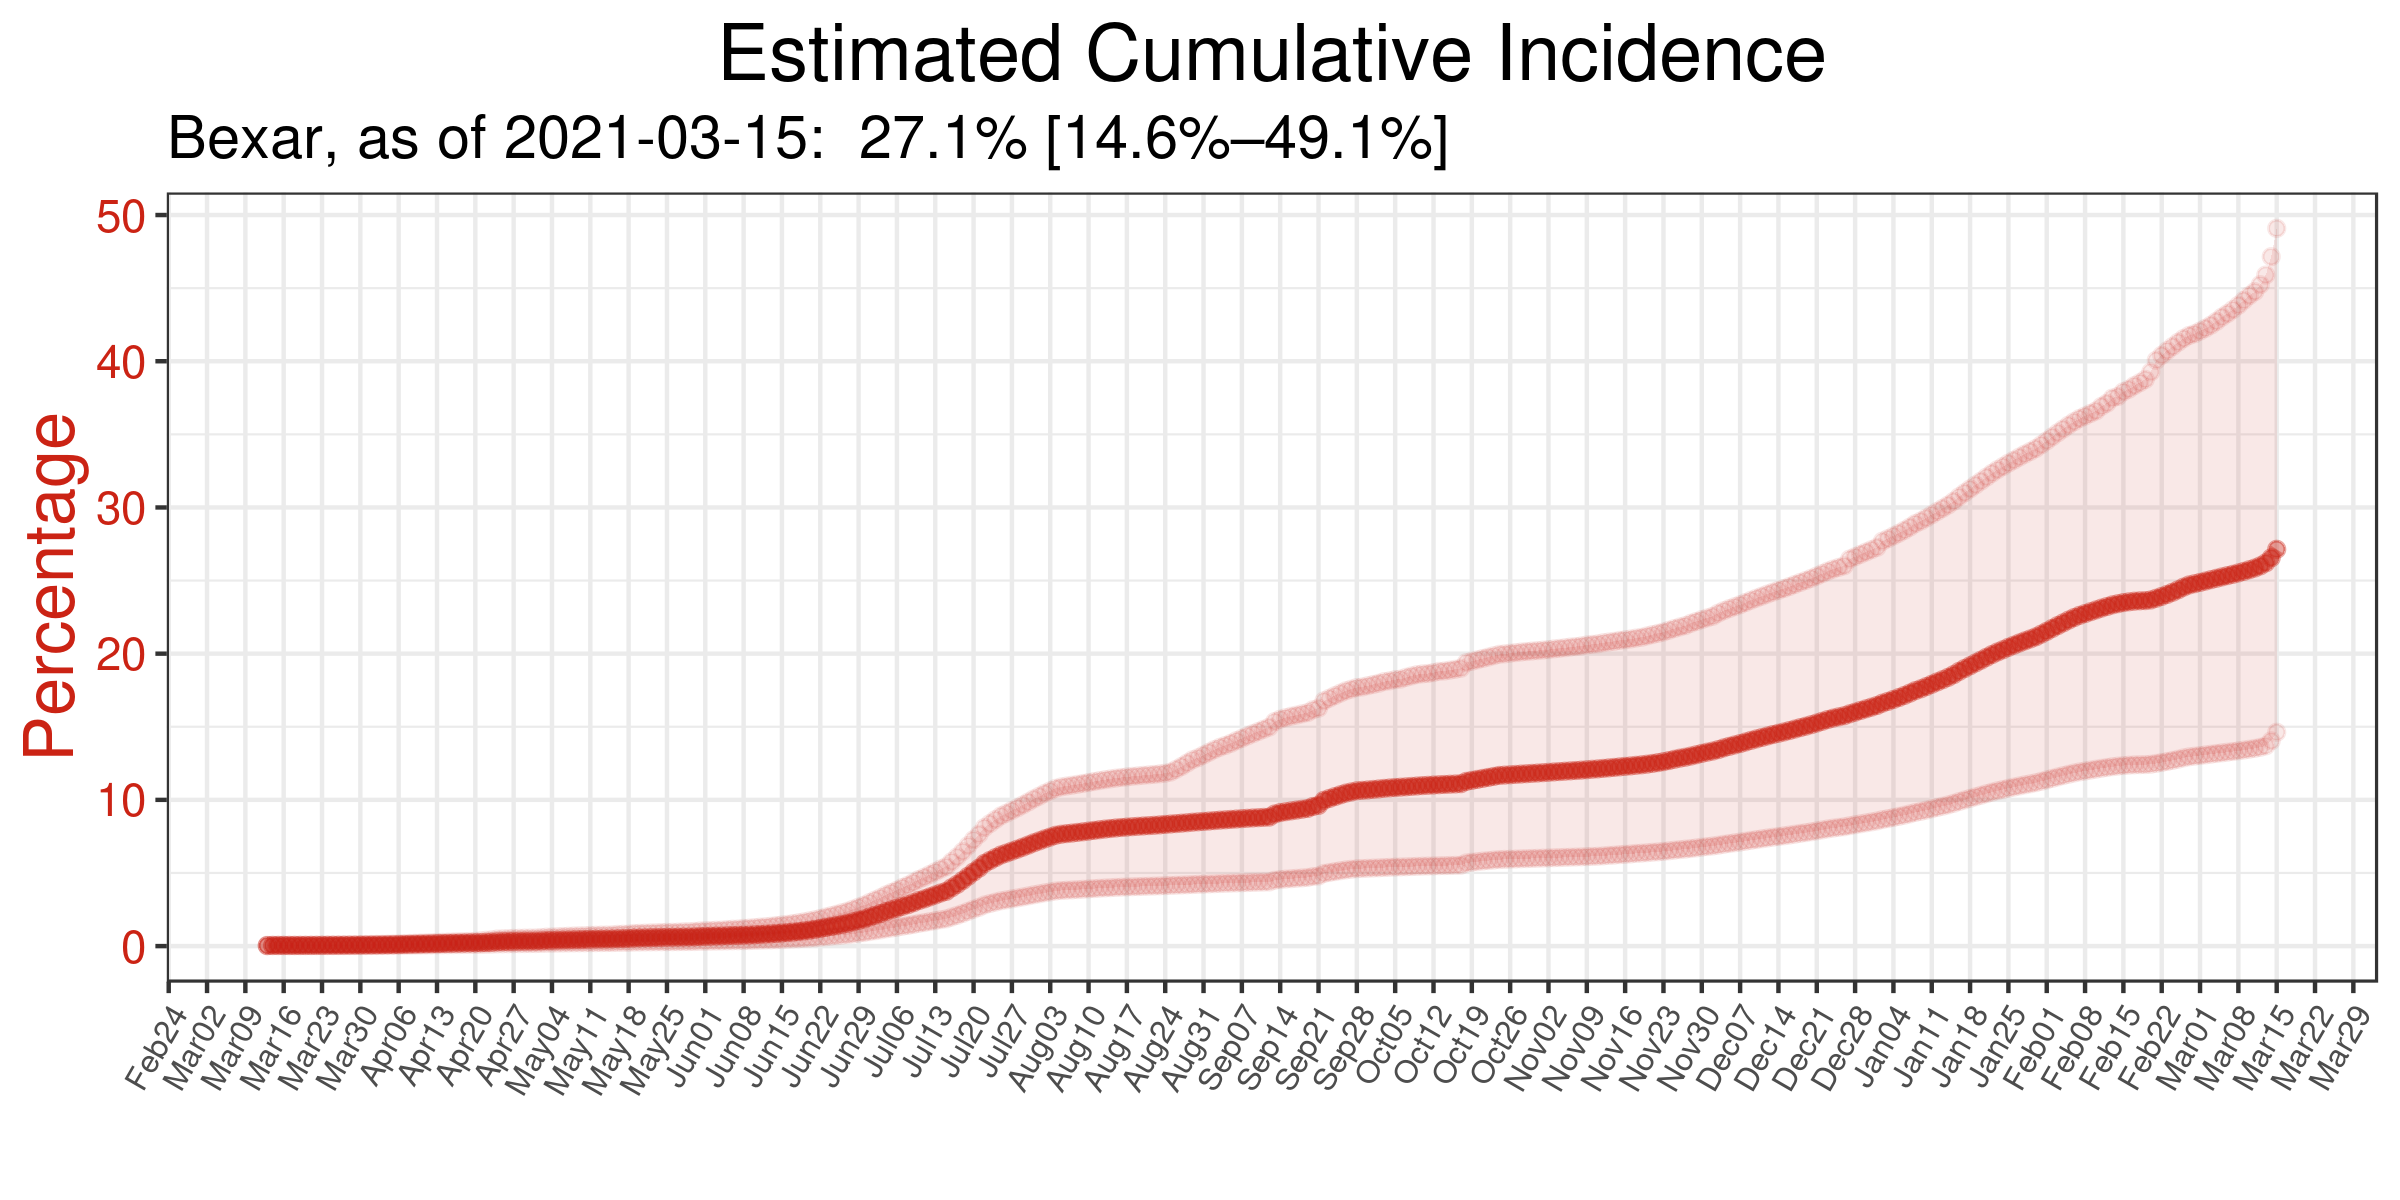 Estimated Cumulative Incidence
Bexar, as of 2021-03-15:  27.1% [14.6%–49.1%]
Percentage
50
40
30
20
10
0
Feb24
Mar02
Mar09
Mar16
Mar23
Mar30
Apr06
Apr13
Apr20
Apr27
May04
May11
May18
May25
Jun01
Jun08
Jun15
Jun22
Jun29
Jul06
Jul13
Jul20
Jul27
Aug03
Aug10
Aug17
Aug24
Aug31
Sep07
Sep14
Sep21
Sep28
Oct05
Oct12
Oct19
Oct26
Nov02
Nov09
Nov16
Nov23
Nov30
Dec07
Dec14
Dec21
Dec28
Jan04
Jan11
Jan18
Jan25
Feb01
Feb08
Feb15
Feb22
Mar01
Mar08
Mar15
Mar22
Mar29